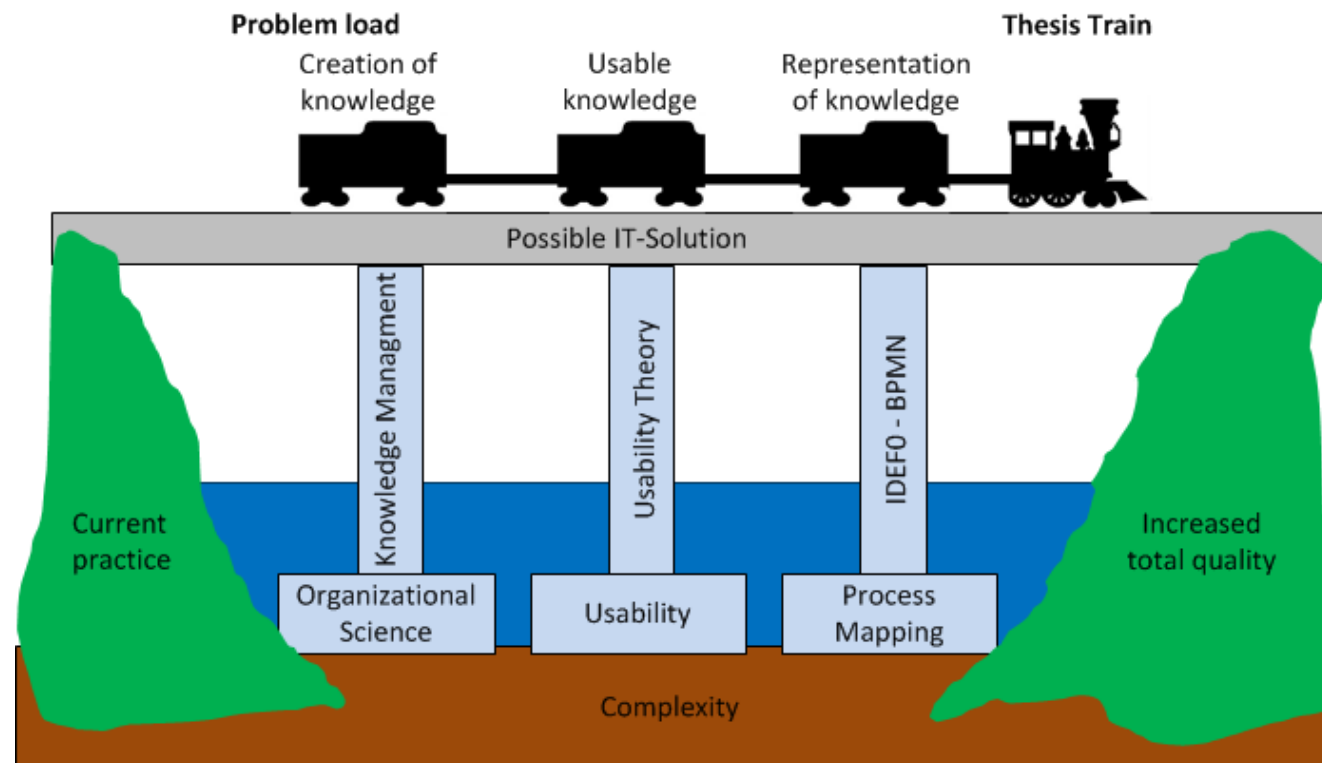 Problem load
Thesis Train
Creation of
knowledge
Usable
knowledge
Representation
of knowledge
Possible IT-Solution
Knowledge Managment
Usability Theory
IDEF0 - BPMN
Current
practice
Increased
total quality
Organizational
Science
Usability
Process
Mapping
Complexity